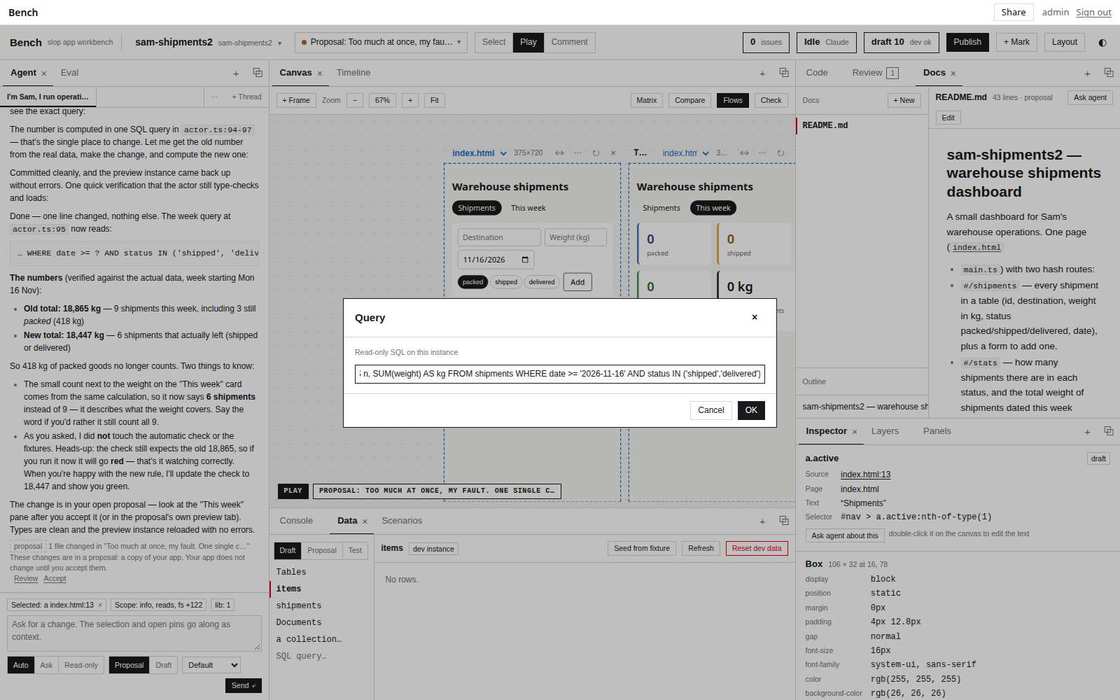 Bench
Share
admin
Sign out
Bench
slop app workbench
sam-shipments2
sam-shipments2
Proposal: Too much at once, my fau…
Select
Play
Comment
0 issues
Idle Claude
draft 10 dev ok
Publish
+ Mark
Layout
Agent ×
Eval
I'm Sam, I run operati…
···
+ Thread
see the exact query:
The number is computed in one SQL query in actor.ts:94-97
— that's the single place to change. Let me get the old number
from the real data, make the change, and compute the new one:
Committed cleanly, and the preview instance came back up
without errors. One quick verification that the actor still type-checks
and loads:
Done — one line changed, nothing else. The week query at
actor.ts:95 now reads:
… WHERE date >= ? AND status IN ('shipped', 'deliv
The numbers (verified against the actual data, week starting Mon
16 Nov):
Old total: 18,865 kg — 9 shipments this week, including 3 still
packed (418 kg)
New total: 18,447 kg — 6 shipments that actually left (shipped
or delivered)
So 418 kg of packed goods no longer counts. Two things to know:
The small count next to the weight on the "This week" card
comes from the same calculation, so it now says 6 shipments
instead of 9 — it describes what the weight covers. Say the
word if you'd rather it still count all 9.
As you asked, I did not touch the automatic check or the
fixtures. Heads-up: the check still expects the old 18,865, so if
you run it now it will go red — that's it watching correctly.
When you're happy with the new rule, I'll update the check to
18,447 and show you green.
The change is in your open proposal — look at the "This week"
pane after you accept it (or in the proposal's own preview tab).
Types are clean and the preview instance reloaded with no errors.
proposal 1 file changed in "Too much at once, my fault. One single c…"
These changes are in a proposal: a copy of your app. Your app does not
change until you accept them.
Review Accept
Selected: a index.html:13 ×
Scope: info, reads, fs +122
lib: 1
Ask for a change. The selection and open pins go along as
context.
Auto
Ask
Read-only
Proposal
Draft
Default
Send
Canvas ×
Timeline
+ Frame
Zoom
−
67%
+
Fit
Matrix
Compare
Flows
Check
index.html
375×720
T…
3…
Warehouse shipments
Shipments
This week
Destination
Weight (kg)
11/16/2026
packed
shipped
delivered
Add
Warehouse shipments
Shipments
This week
0
packed
0
shipped
0
0 kg
Query
×
Read-only SQL on this instance
n, SUM(weight) AS kg FROM shipments WHERE date >= '2026-11-16' AND status IN ('shipped','delivered')
Cancel
OK
PLAY
PROPOSAL: TOO MUCH AT ONCE, MY FAULT. ONE SINGLE C…
Console
Data ×
Scenarios
Draft
Proposal
Test
Tables
items
shipments
Documents
a collection…
SQL query…
items
dev instance
Seed from fixture
Refresh
Reset dev data
No rows.
Code
Review 1
Docs ×
Docs
+ New
README.md
Outline
README.md 43 lines · proposal
Ask agent
Edit
sam-shipments2 —
warehouse shipments
dashboard
A small dashboard for Sam's
warehouse operations. One page
(index.html
main.ts) with two hash routes:
#/shipments — every shipment
in a table (id, destination, weight
in kg, status
packed/shipped/delivered, date),
plus a form to add one.
#/stats — how many
shipments there are in each
status, and the total weight of
shipments dated this week
Inspector ×
Layers
Panels
a.active
draft
Source index.html:13
Page index.html
Text “Shipments”
Selector #nav > a.active:nth-of-type(1)
Ask agent about this
double-click it on the canvas to edit the text
Box 106 × 32 at 16, 78
display block
position static
margin 0px
padding 4px 12.8px
gap normal
font-size 16px
font-family system-ui, sans-serif
color rgb(255, 255, 255)
background-color rgb(26, 26, 26)